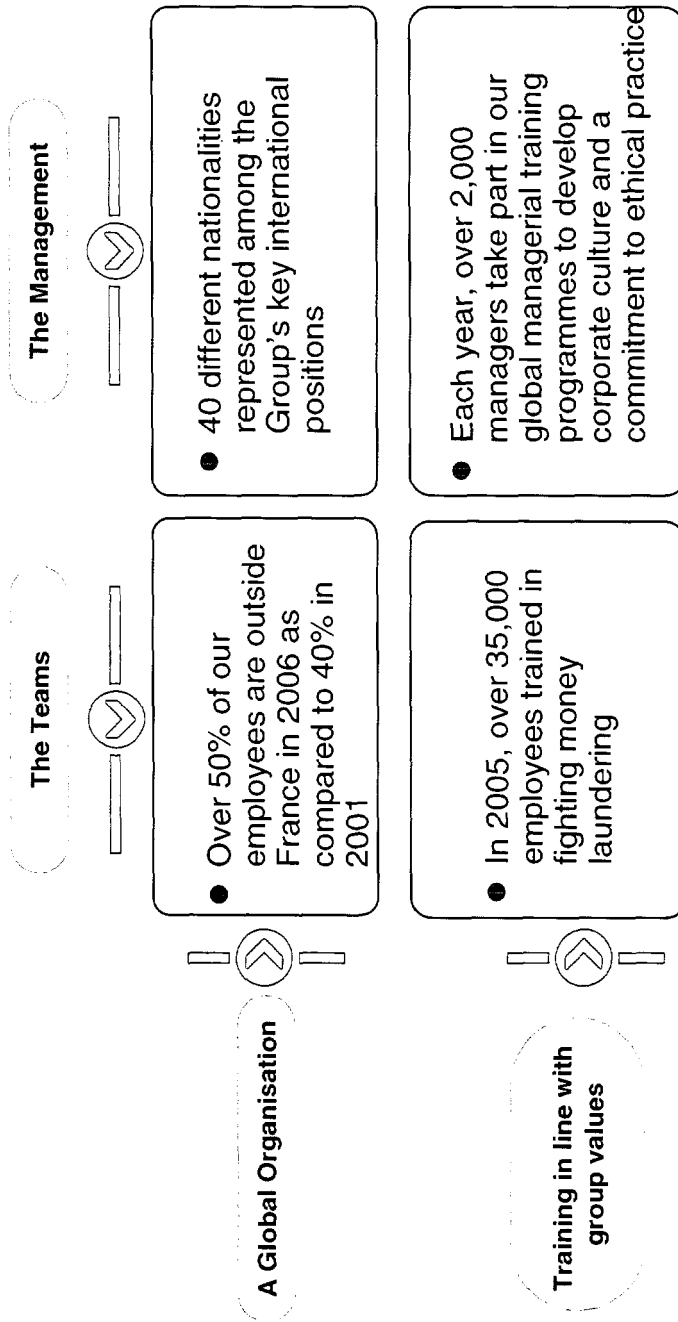 The Teams
The Management
A Global Organisation
● Over 50% of our
employees are outside
France in 2006 as
compared to 40% in
2001
● 40 different nationalities
represented among the
Group's key international
positions
Training in line with
group values
● In 2005, over 35,000
employees trained in
fighting money
laundering
● Each year, over 2,000
managers take part in our
global managerial training
programmes to develop
corporate culture and a
commitment to ethical practice